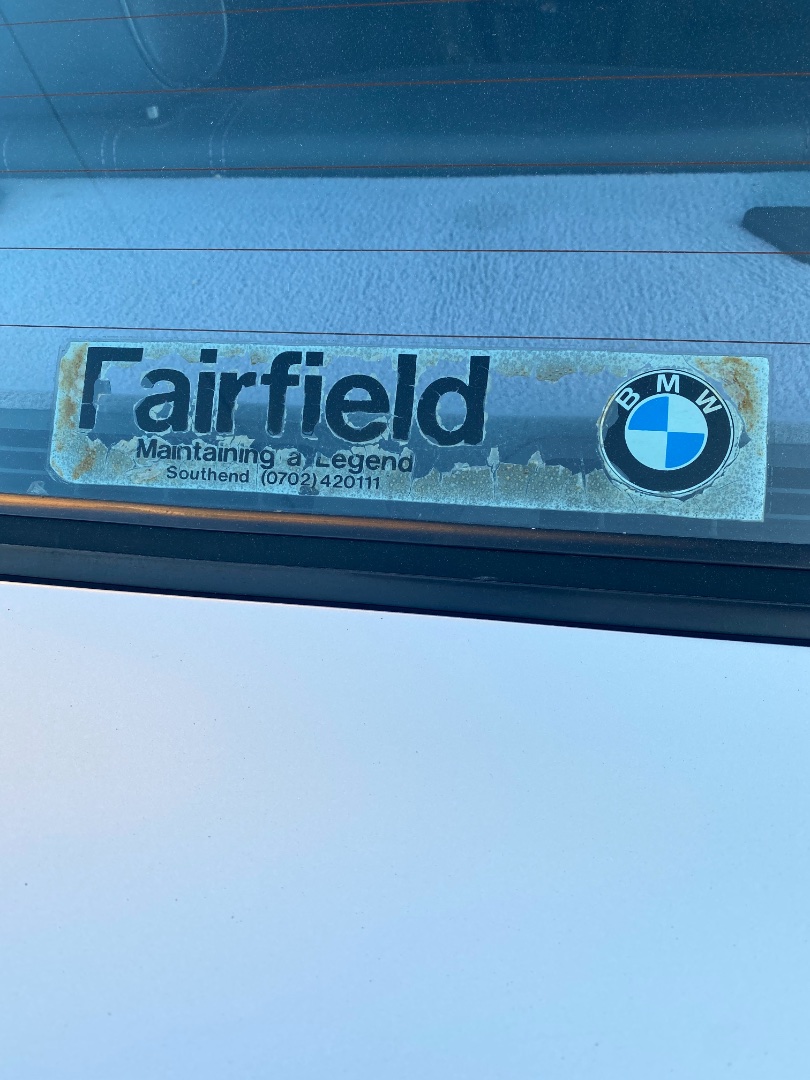 Fairfield
Maintaining a Legend
Southend (0702) 420111
BMW